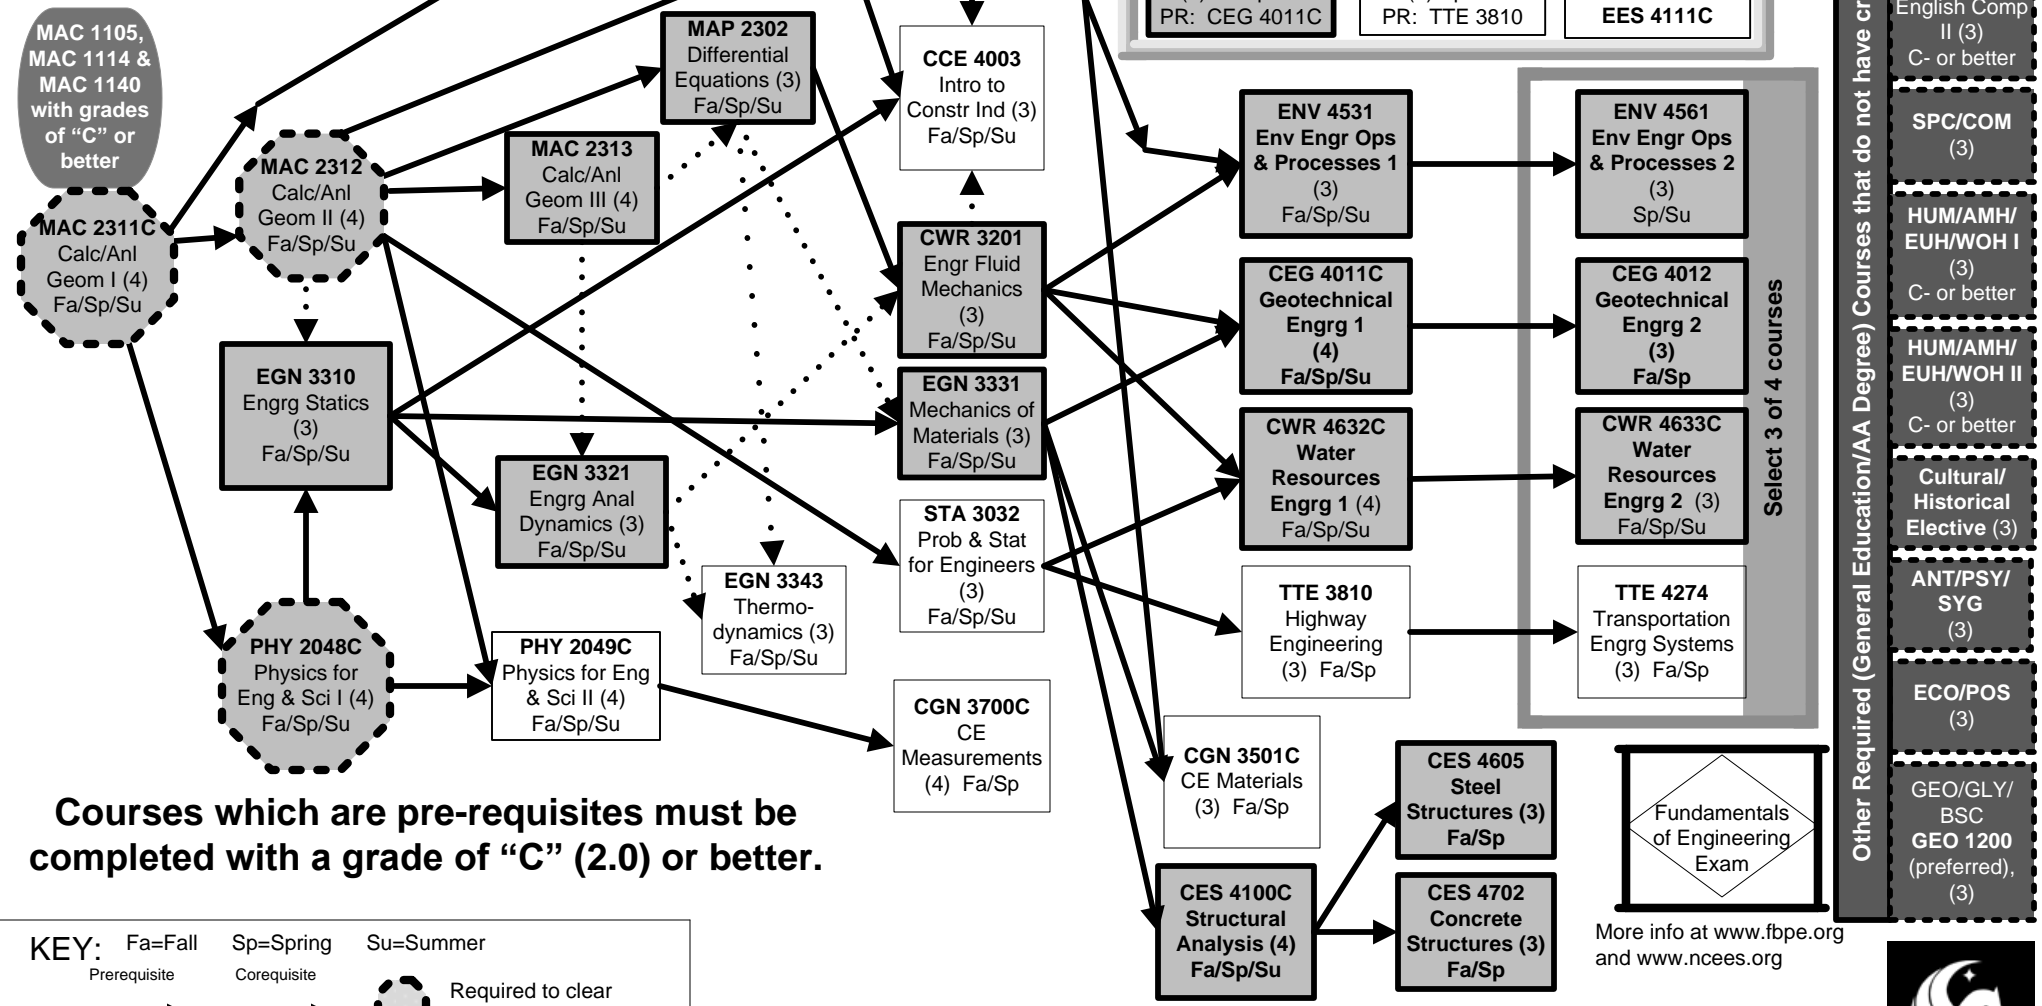 MAC 1105,
MAC 1114 &
MAC 1140
with grades
of “C” or
better
MAC 2311C
Calc/Anl
Geom I (4)
Fa/Sp/Su
MAC 2312
Calc/Anl
Geom II (4)
Fa/Sp/Su
EGN 3310
Engrg Statics
(3)
Fa/Sp/Su
PHY 2048C
Physics for
Eng & Sci I (4)
Fa/Sp/Su
MAC 2313
Calc/Anl
Geom III (4)
Fa/Sp/Su
EGN 3321
Engrg Anal
Dynamics (3)
Fa/Sp/Su
PHY 2049C
Physics for Eng
& Sci II (4)
Fa/Sp/Su
MAP 2302
Differential
Equations (3)
Fa/Sp/Su
EGN 3343
Thermo-
dynamics (3)
Fa/Sp/Su
CCE 4003
Intro to
Constr Ind (3)
Fa/Sp/Su
CWR 3201
Engr Fluid
Mechanics
(3)
Fa/Sp/Su
EGN 3331
Mechanics of
Materials (3)
Fa/Sp/Su
STA 3032
Prob & Stat
for Engineers
(3)
Fa/Sp/Su
CGN 3700C
CE
Measurements
(4) Fa/Sp
PR: CEG 4011C
PR: TTE 3810
EES 4111C
ENV 4531
Env Engr Ops
& Processes 1
(3)
Fa/Sp/Su
CEG 4011C
Geotechnical
Engrg 1
(4)
Fa/Sp/Su
CWR 4632C
Water
Resources
Engrg 1 (4)
Fa/Sp/Su
TTE 3810
Highway
Engineering
(3) Fa/Sp
CGN 3501C
CE Materials
(3) Fa/Sp
CES 4100C
Structural
Analysis (4)
Fa/Sp/Su
CES 4605
Steel
Structures (3)
Fa/Sp
CES 4702
Concrete
Structures (3)
Fa/Sp
ENV 4561
Env Engr Ops
& Processes 2
(3)
Sp/Su
CEG 4012
Geotechnical
Engrg 2
(3)
Fa/Sp
CWR 4633C
Water
Resources
Engrg 2 (3)
Fa/Sp/Su
TTE 4274
Transportation
Engrg Systems
(3) Fa/Sp
Select 3 of 4 courses
Fundamentals
of Engineering
Exam
More info at www.fbpe.org
and www.ncees.org
Other Required (General Education/AA Degree) Courses that do not have cr
English Comp
II (3)
C- or better
SPC/COM
(3)
HUM/AMH/
EUH/WOH I
(3)
C- or better
HUM/AMH/
EUH/WOH II
(3)
C- or better
Cultural/
Historical
Elective (3)
ANT/PSY/
SYG
(3)
ECO/POS
(3)
GEO/GLY/
BSC
GEO 1200
(preferred),
(3)
Courses which are pre-requisites must be
completed with a grade of “C” (2.0) or better.
KEY: Fa=Fall Sp=Spring Su=Summer
Prerequisite Corequisite
Required to clear